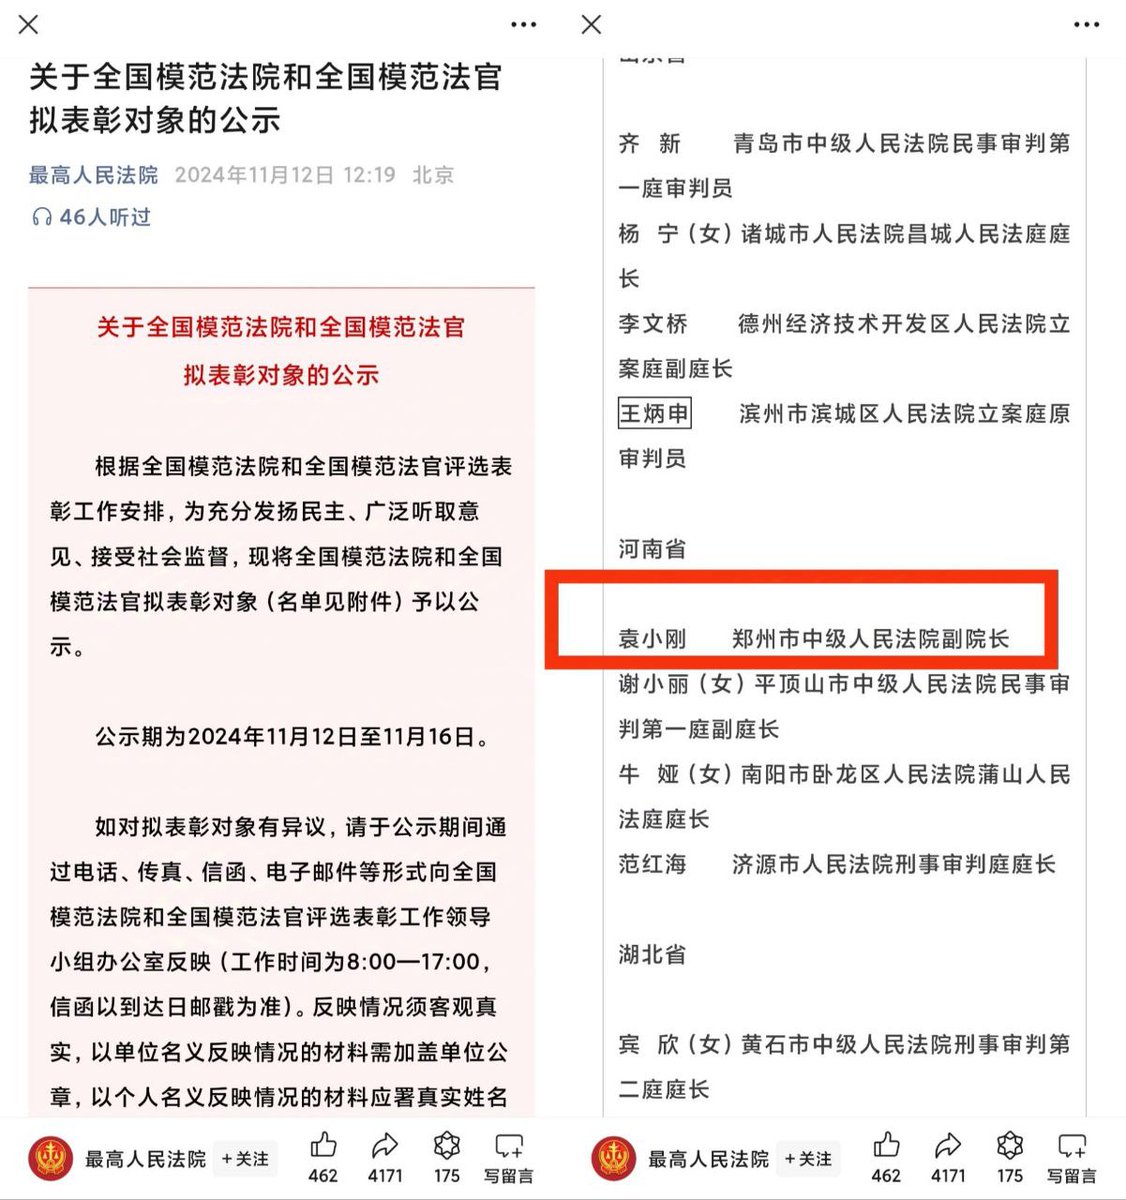 关于全国模范法院和全国模范法官
拟表彰对象的公示
最高人民法院 2024年11月12日 12:19 北京
46人听过
关于全国模范法院和全国模范法官
拟表彰对象的公示
根据全国模范法院和全国模范法官评选表
彰工作安排，为充分发扬民主、广泛听取意
见、接受社会监督，现将全国模范法院和全国
模范法官拟表彰对象（名单见附件）予以公
示。
公示期为2024年11月12日至11月16日。
如对拟表彰对象有异议，请于公示期间通
过电话、传真、信函、电子邮件等形式向全国
模范法院和全国模范法官评选表彰工作领导
小组办公室反映（工作时间为8:00—17:00，
信函以到达日邮戳为准）。反映情况须客观真
实，以单位名义反映情况的材料需加盖单位公
章，以个人名义反映情况的材料应署真实姓名
最高人民法院 +关注 462 4171 175 写留言
齐 新 青岛市中级人民法院民事审判第
一庭审判员
杨 宁（女）诸城市人民法院昌城人民法庭庭
长
李文桥 德州经济技术开发区人民法院立
案庭副庭长
王炳申 滨州市滨城区人民法院立案庭原
审判员
河南省
袁小刚 郑州市中级人民法院副院长
谢小丽（女）平顶山市中级人民法院民事审
判第一庭副庭长
牛 娅（女）南阳市卧龙区人民法院蒲山人民
法庭庭长
范红海 济源市人民法院刑事审判庭庭长
湖北省
宾 欣（女）黄石市中级人民法院刑事审判第
二庭庭长
最高人民法院 +关注 462 4171 175 写留言